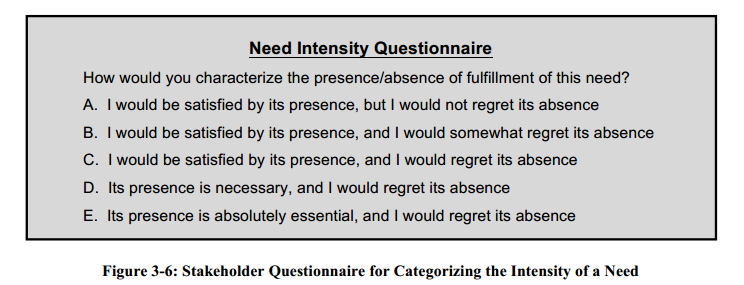 Need Intensity Questionnaire
How would you characterize the presence/absence of fulfillment of this need?
A. I would be satisfied by its presence, but I would not regret its absence
B. I would be satisfied by its presence, and I would somewhat regret its absence
C. I would be satisfied by its presence, and I would regret its absence
D. Its presence is necessary, and I would regret its absence
E. Its presence is absolutely essential, and I would regret its absence
Figure 3-6: Stakeholder Questionnaire for Categorizing the Intensity of a Need